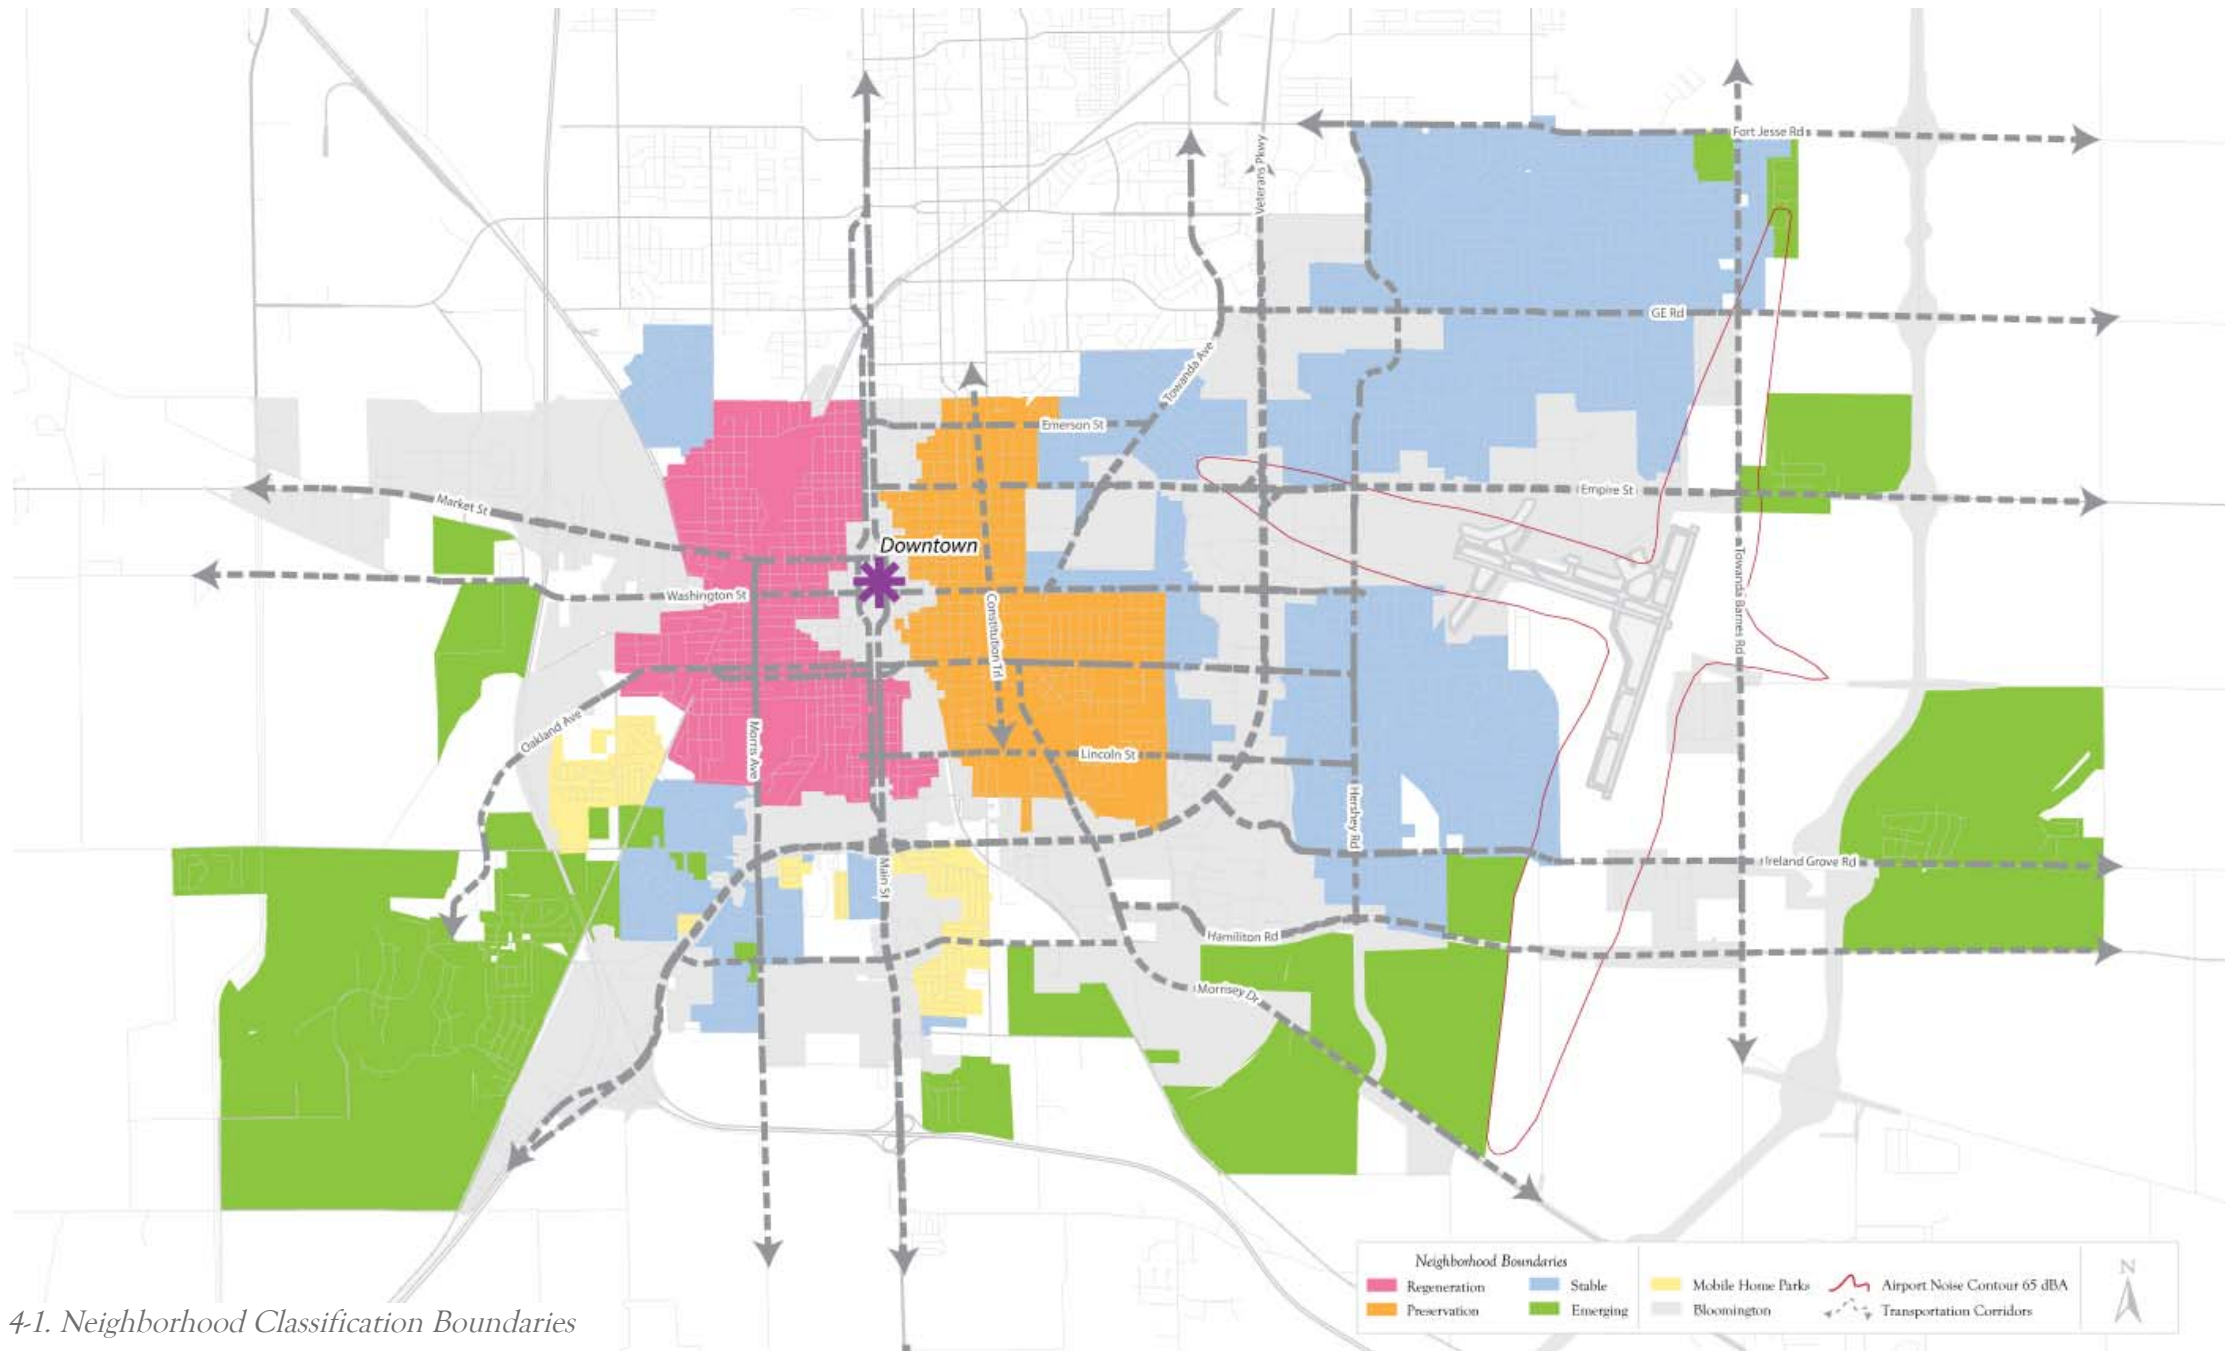 Fort Jesse Rd
Veterans Pkwy
GE Rd
Towanda Ave
Emerson St
Market St
Empire St
Downtown
Washington St
Constitution Trl
Towanda Barnes Rd
Oakland Ave
Morris Ave
Lincoln St
Hershey Rd
Main St
Ireland Grove Rd
Hamiliton Rd
Morrisey Dr
Neighborhood Boundaries
Regeneration
Stable
Mobile Home Parks
Airport Noise Contour 65 dBA
Preservation
Emerging
Bloomington
Transportation Corridors
N
4-1. Neighborhood Classification Boundaries